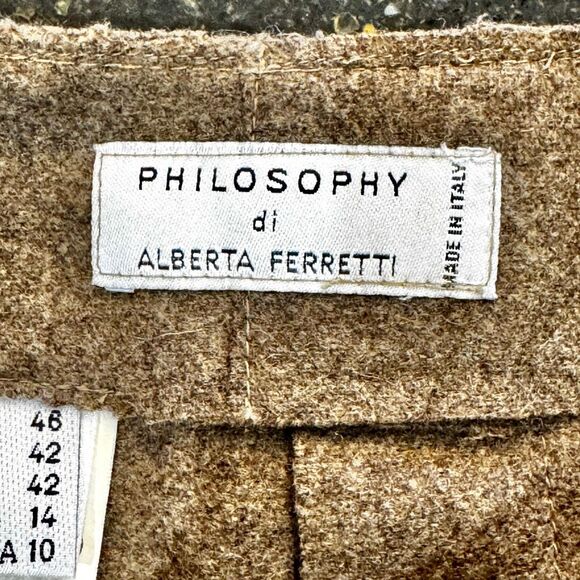 PHILOSOPHY
di
ALBERTA FERRETTI
MADE IN ITALY
46
42
42
14
A 10